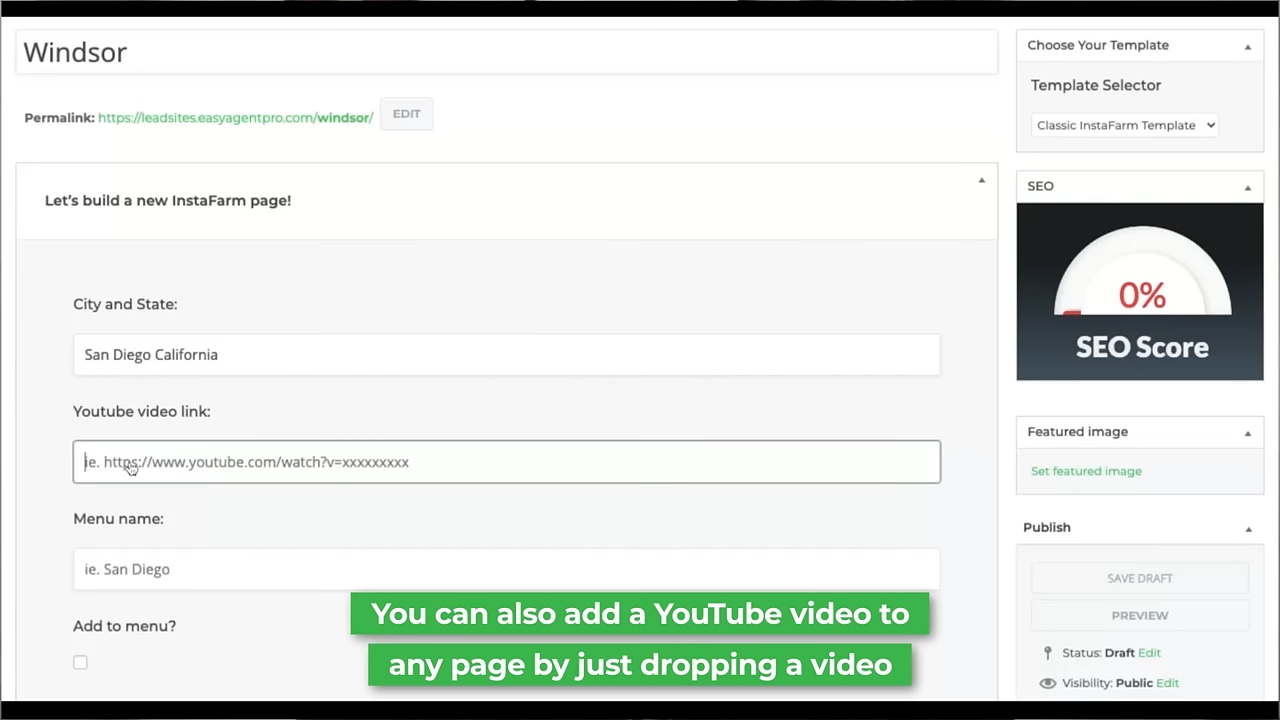 Windsor
Permalink: https://leadsites.easyagentpro.com/windsor/ EDIT
Let's build a new InstaFarm page!
City and State:
San Diego California
Youtube video link:
ie. https://www.youtube.com/watch?v=xxxxxxxxx
Menu name:
ie. San Diego
Add to menu?
Choose Your Template
Template Selector
Classic InstaFarm Template
SEO
0%
SEO Score
Featured image
Set featured image
Publish
SAVE DRAFT
PREVIEW
Status: Draft Edit
Visibility: Public Edit
You can also add a YouTube video to
any page by just dropping a video